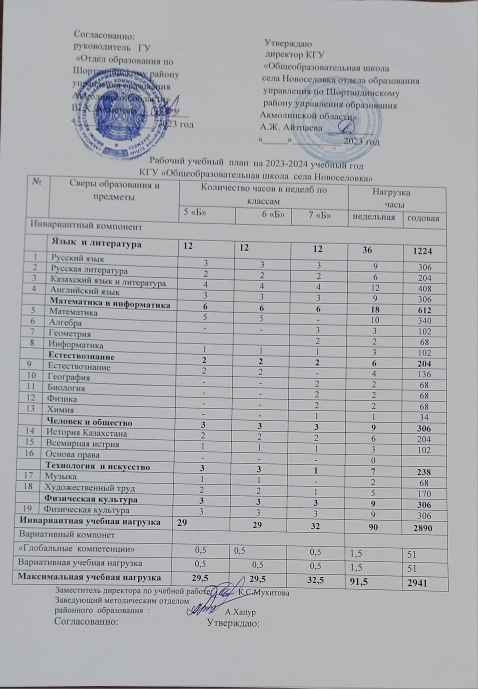 Согласованно:
руководитель ГУ
«Отдел образования по
Шортандинскому району
управления образования
Акмолинской области»
2023 год
Утверждаю
директор КГУ
«Общеобразовательная школа
села Новоселовка отдела образования
управления по Шортандинскому
району управления образования
Акмолинской области»
А.Ж. Айтпаева
«_____» ____________2023 год
Рабочий учебный план на 2023-2024 учебный год
КГУ «Общеобразовательная школа села Новоселовка»
№ Сверы образования и предметы Количество часов в неделб по классам Нагрузка часы
5 «Б» 6 «Б» 7 «Б» недельная годовая
Инвариантный компонент
Язык и литература 12 12 12 36 1224
1 Русский язык 3 3 3 9 306
2 Русская литература 2 2 2 6 204
3 Казахский язык и литература 4 4 4 12 408
4 Английский язык 3 3 3 9 306
Математика и информатика 6 6 6 18 612
5 Математика 5 5 - 10 340
6 Алгебра - - 3 3 102
7 Геометрия 2 2 68
8 Информатика 1 1 1 3 102
Естествознание 2 2 2 6 204
9 Естествознание 2 2 - 4 136
10 География - - 2 2 68
11 Биология - - 2 2 68
12 Физика - - 2 2 68
13 Химия - - 1 1 34
Человек и общество 3 3 3 9 306
14 История Казахстана 2 2 2 6 204
15 Всемирная истрия 1 1 1 3 102
16 Основа права - - - 0
Технология и искусство 3 3 1 7 238
17 Музыка 1 1 - 2 68
18 Художественный труд 2 2 1 5 170
Физическая культура 3 3 3 9 306
19 Физическая культура 3 3 3 9 306
Инвариантная учебная нагрузка 29 29 32 90 2890
Вариативный компонет
«Глобальные компетенции» 0,5 0,5 0,5 1,5 51
Вариативная учебная нагрузка 0,5 0,5 0,5 1,5 51
Максимальная учебная нагрузка 29,5 29,5 32,5 91,5 2941
Заместитель директора по учебной работе К.С.Мухитова
Заведующий методическим отделом
районного образования : А.Хапур
Согласованно: Утверждаю: